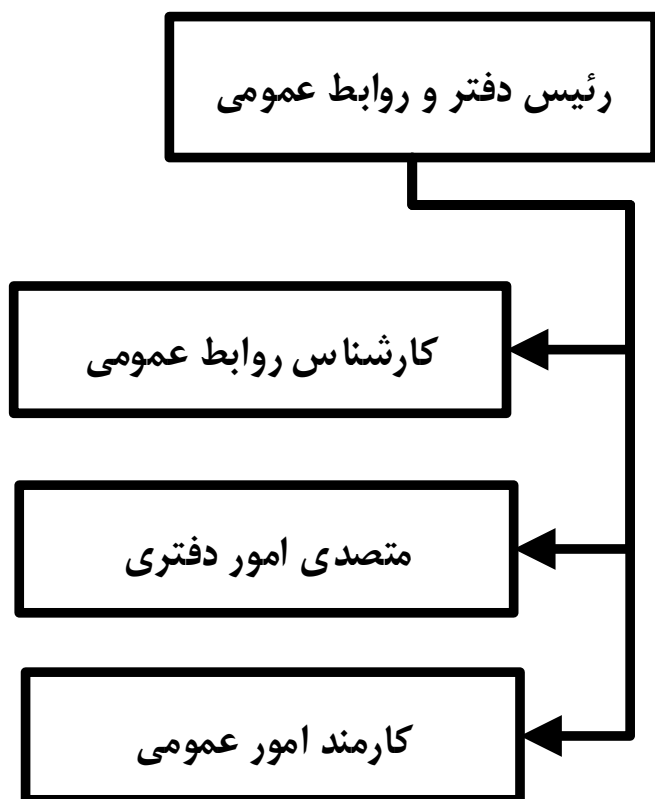 رئیس دفتر و روابط عمومی
کارشناس روابط عمومی
متصدی امور دفتری
کارمند امور عمومی